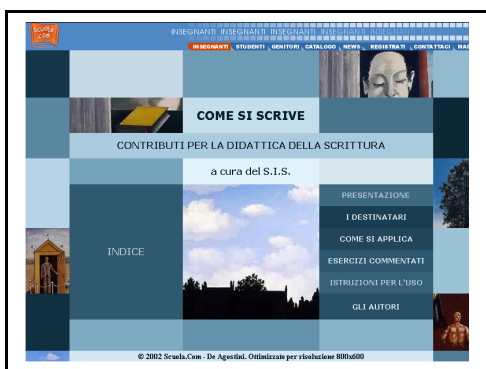 Scuola.Com
INSEGNANTI INSEGNANTI INSEGNANTI INSEGNANTI INSEGNANTI
INSEGNANTI STUDENTI GENITORI CATALOGO NEWS REGISTRATI CONTATTACI
COME SI SCRIVE
CONTRIBUTI PER LA DIDATTICA DELLA SCRITTURA
a cura del S.I.S.
INDICE
PRESENTAZIONE
I DESTINATARI
COME SI APPLICA
ESERCIZI COMMENTATI
ISTRUZIONI PER L'USO
GLI AUTORI
© 2002 Scuola.Com - De Agostini. Ottimizzato per risoluzione 800x600